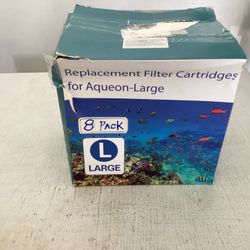 Replacement Filter Cartridges
for Aqueon-Large
8 PACK
L
LARGE